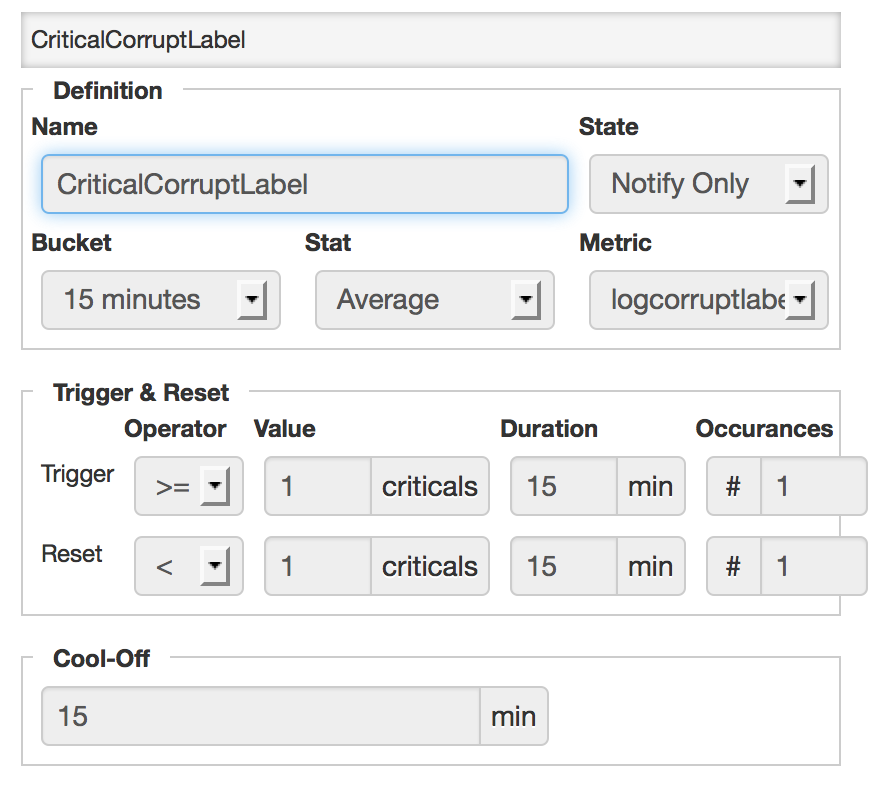 CriticalCorruptLabel
Definition
Name State
CriticalCorruptLabel Notify Only
Bucket Stat Metric
15 minutes Average logcorruptlabe
Trigger & Reset
Operator Value Duration Occurances
Trigger >= 1 criticals 15 min # 1
Reset < 1 criticals 15 min # 1
Cool-Off
15 min